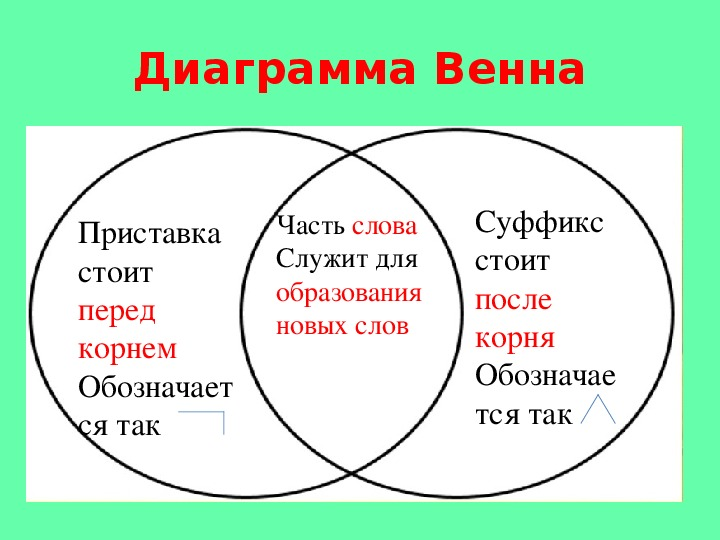 Диаграмма Венна
Приставка
стоит
перед
корнем
Обозначает
ся так
Часть слова
Служит для
образования
новых слов
Суффикс
стоит
после
корня
Обозначае
тся так